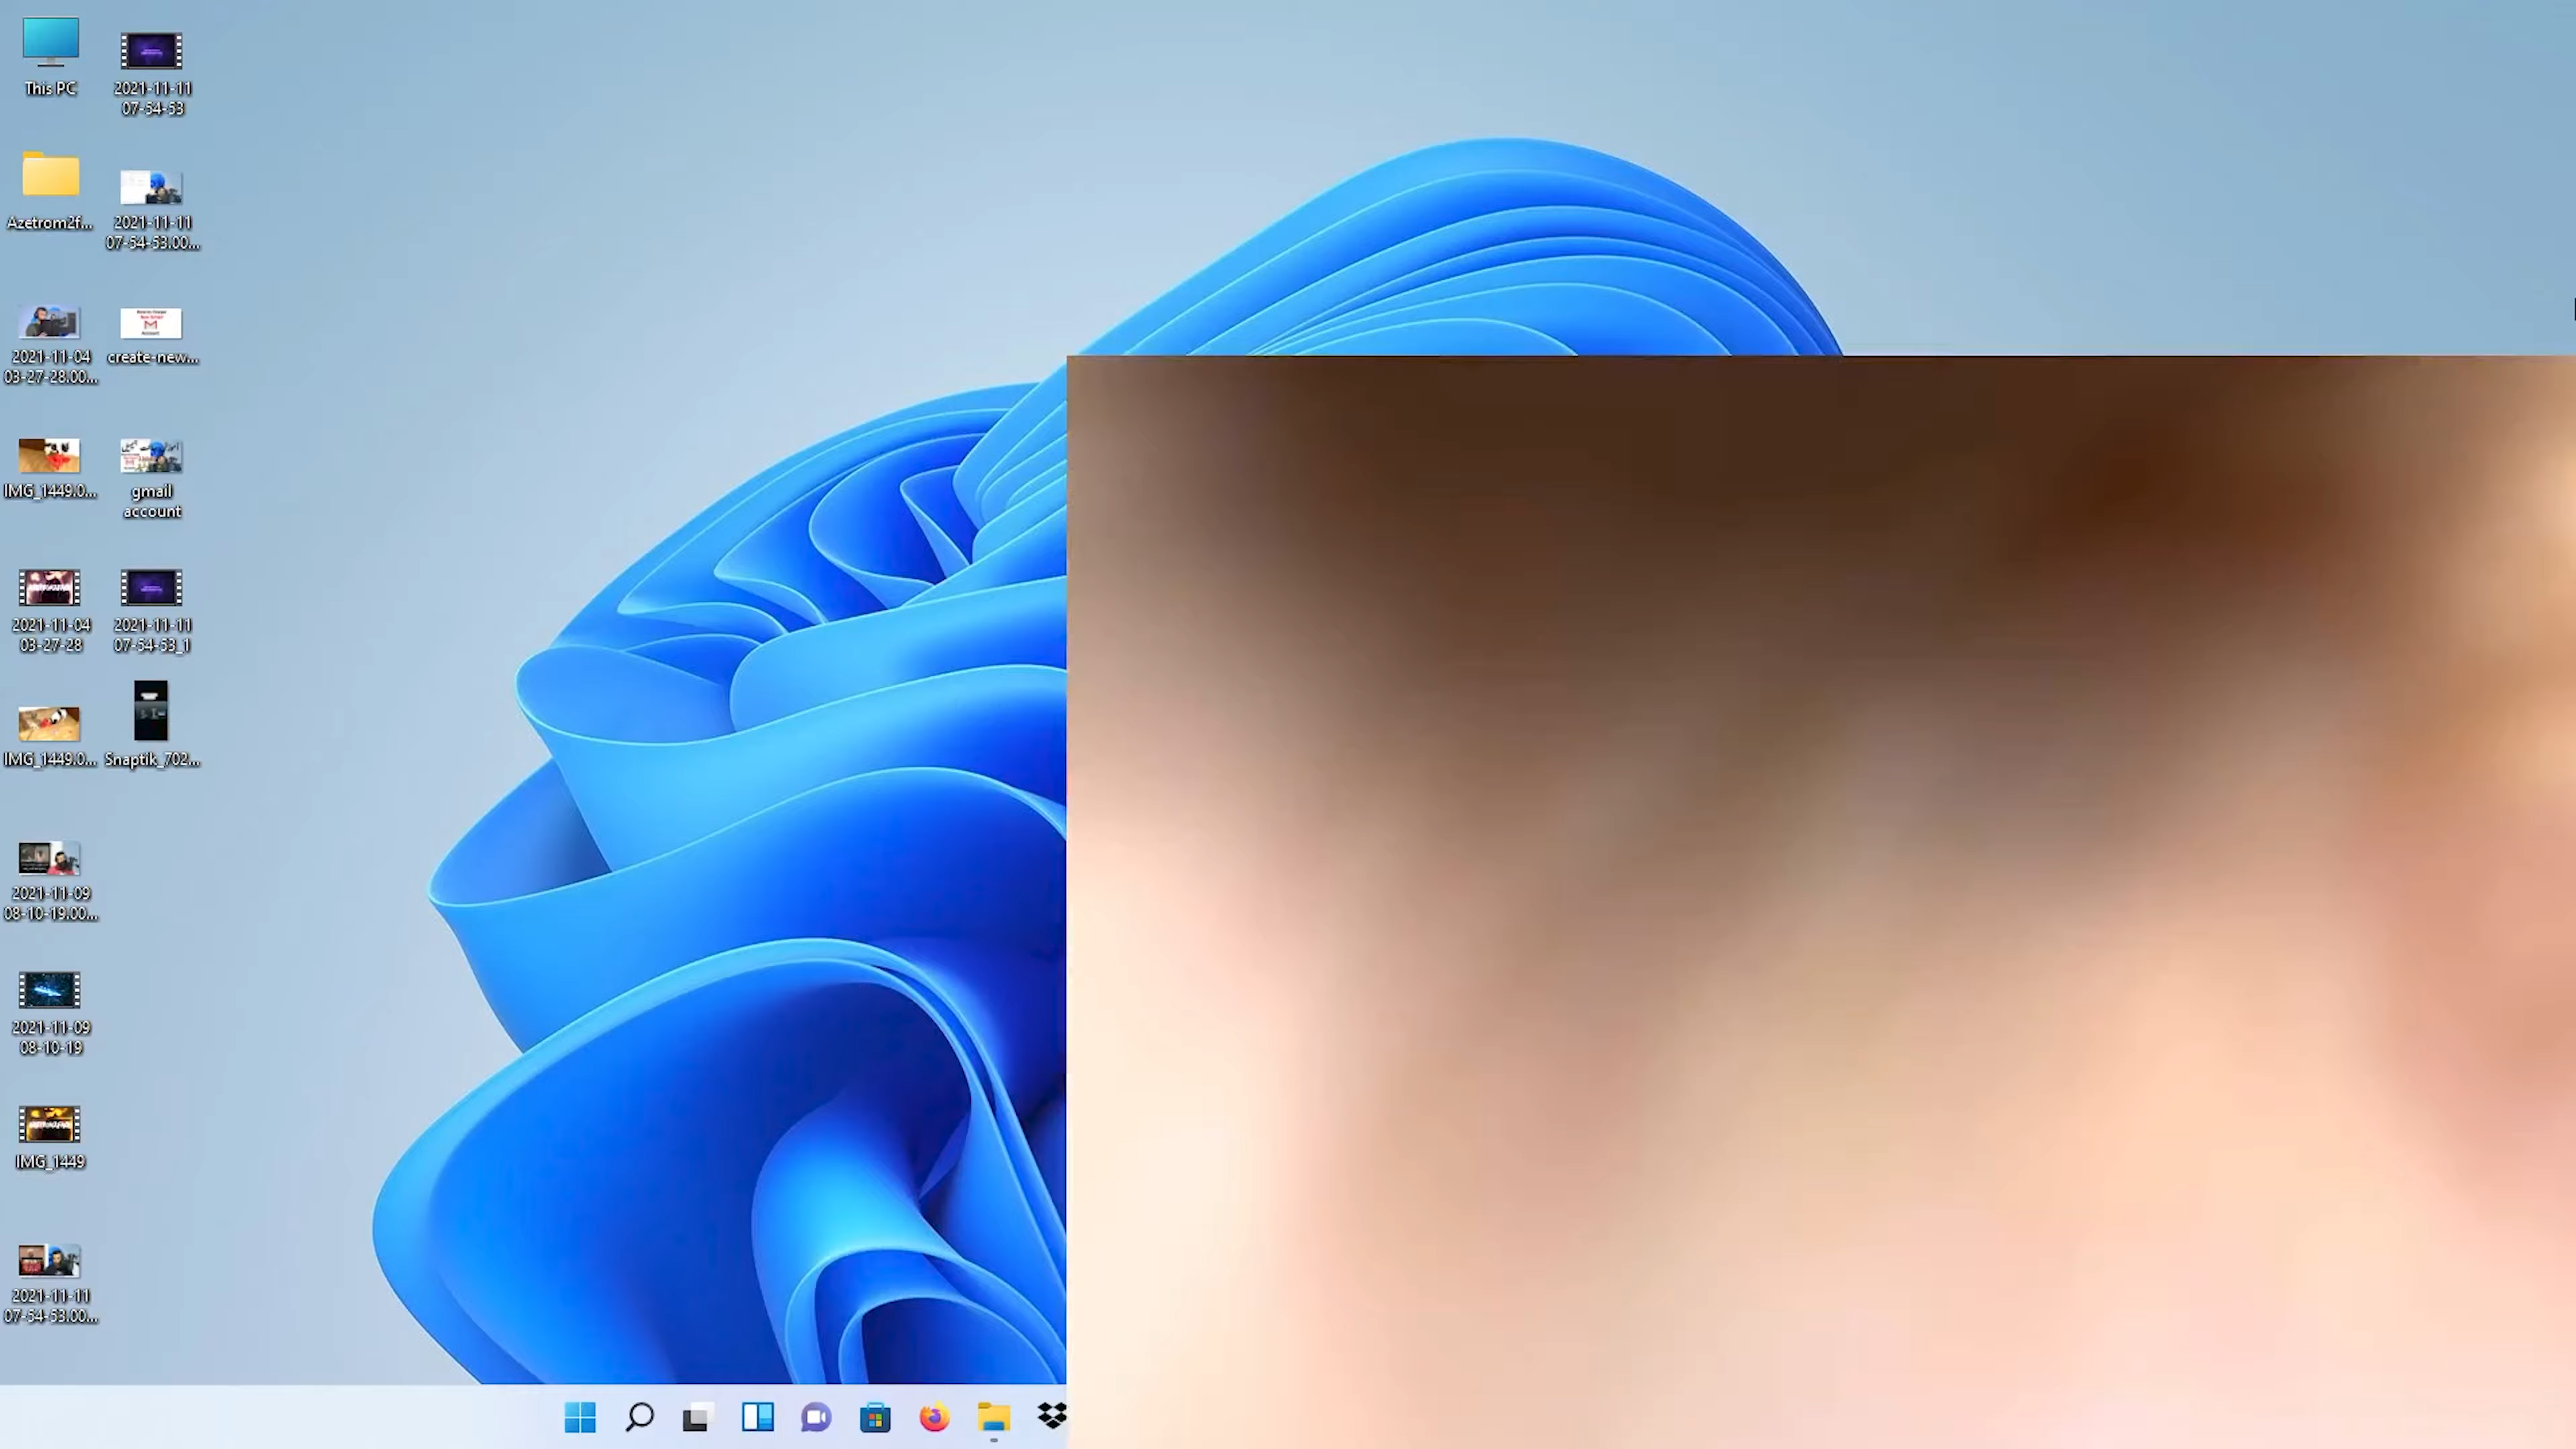 This PC
2021-11-11
07-54-53
Azetrom2f...
2021-11-11
07-54-53.00...
2021-11-04
03-27-28.00...
create-new...
IMG_1449.0...
gmail
account
2021-11-04
03-27-28
2021-11-11
07-54-53_1
IMG_1449.0...
Snaptik_702...
2021-11-09
08-10-19.00...
2021-11-09
08-10-19
IMG_1449
2021-11-11
07-54-53.00...